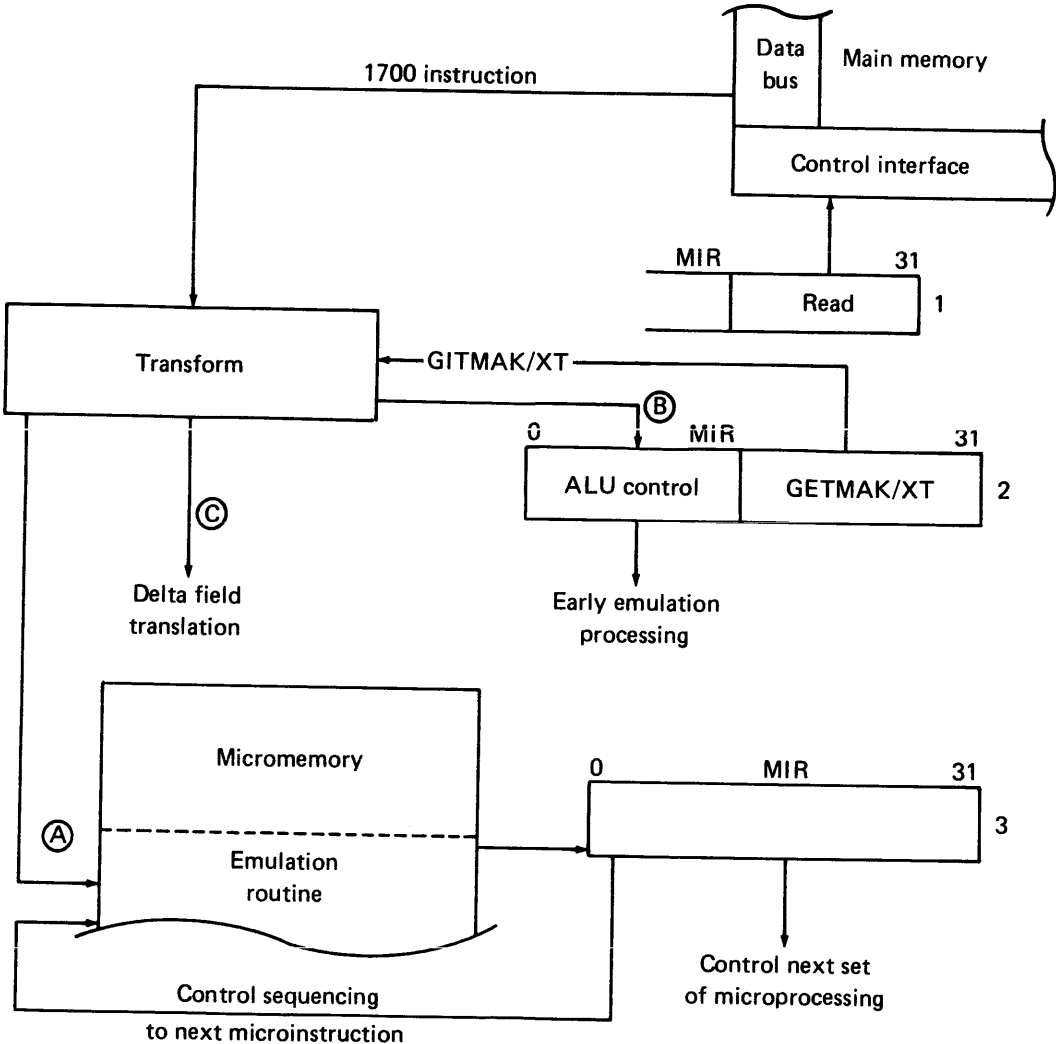 Data
bus
Main memory
1700 instruction
Control interface
MIR 31
Read 1
Transform
GITMAK/XT
B
0 MIR 31
ALU control GETMAK/XT 2
C
Delta field
translation
Early emulation
processing
Micromemory
0 MIR 31
3
A
Emulation
routine
Control next set
of microprocessing
Control sequencing
to next microinstruction